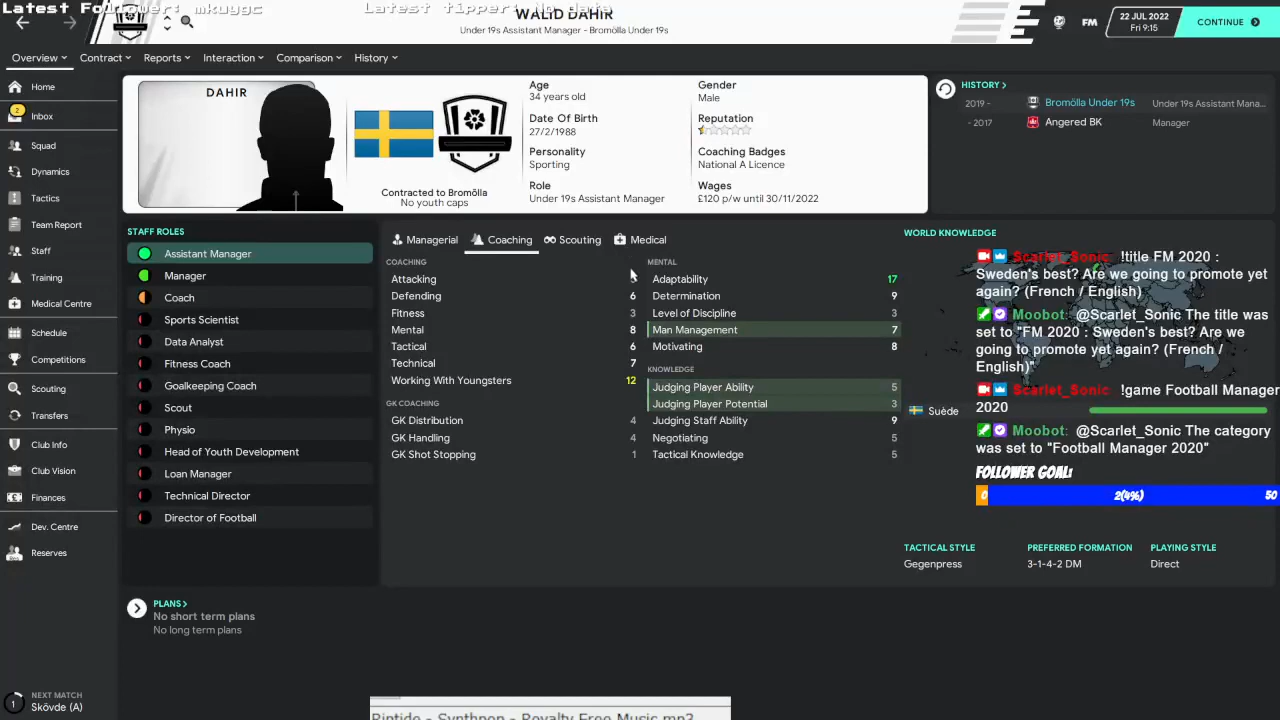 Latest Follower: mkuygc
Latest tipper: No data
WALID DAHIR
Under 19s Assistant Manager - Bromölla Under 19s
FM
22 JUL 2022
Fri 9:15
CONTINUE
Overview
Contract
Reports
Interaction
Comparison
History
Home
2
Inbox
Squad
Dynamics
Tactics
Team Report
Staff
Training
Medical Centre
Schedule
Competitions
Scouting
Transfers
Club Info
Club Vision
Finances
Dev. Centre
Reserves
1
NEXT MATCH
Skövde (A)
DAHIR
Contracted to Bromölla
No youth caps
Age
34 years old
Date Of Birth
27/2/1988
Personality
Sporting
Role
Under 19s Assistant Manager
Gender
Male
Reputation
Coaching Badges
National A Licence
Wages
£120 p/w until 30/11/2022
HISTORY >
2019 - Bromölla Under 19s Under 19s Assistant Mana...
- 2017 Angered BK Manager
STAFF ROLES
Assistant Manager
Manager
Coach
Sports Scientist
Data Analyst
Fitness Coach
Goalkeeping Coach
Scout
Physio
Head of Youth Development
Loan Manager
Technical Director
Director of Football
Managerial
Coaching
Scouting
Medical
COACHING
Attacking
Defending 6
Fitness 3
Mental 8
Tactical 6
Technical 7
Working With Youngsters 12
GK COACHING
GK Distribution 4
GK Handling 4
GK Shot Stopping 1
MENTAL
Adaptability 17
Determination 9
Level of Discipline 3
Man Management 7
Motivating 8
KNOWLEDGE
Judging Player Ability 5
Judging Player Potential 3
Judging Staff Ability 9
Negotiating 5
Tactical Knowledge 5
WORLD KNOWLEDGE
Suède
Scarlet_Sonic !title FM 2020 :
Sweden's best? Are we going to promote yet
again? (French / English)
Moobot: @Scarlet_Sonic The title was
set to "FM 2020 : Sweden's best? Are we
going to promote yet again? (French /
English)"
Scarlet_Sonic !game Football Manager
2020
Moobot: @Scarlet_Sonic The category
was set to "Football Manager 2020"
FOLLOWER GOAL:
0 2(4%) 50
TACTICAL STYLE
Gegenpress
PREFERRED FORMATION
3-1-4-2 DM
PLAYING STYLE
Direct
PLANS >
No short term plans
No long term plans
Riptide - Synthpop - Royalty Free Music.mp3